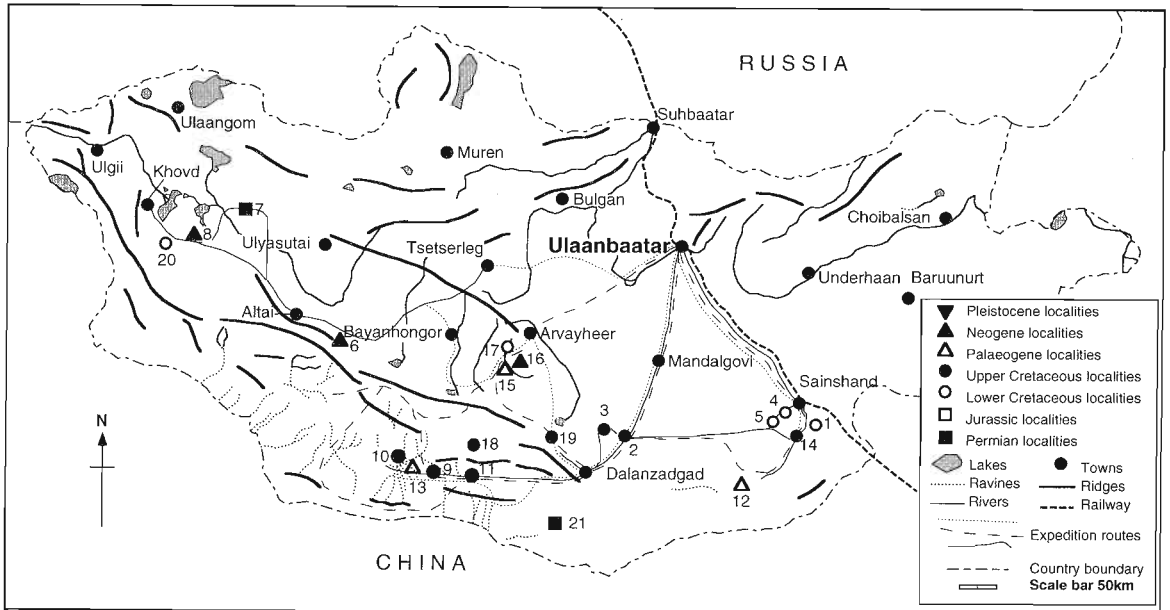 RUSSIA
Suhbaatar
Ulaangom
Muren
Ulgii
Khovd
Bulgan
Choibalsan
7
8
20
Ulyasutai
Tsetserleg
Ulaanbaatar
Underhaan Baruunurt
Altai
Bayanhongor
Arvayheer
6
17
16
15
Mandalgovi
Sainshand
4
5
1
3
2
14
18
19
10
9
11
13
Dalanzadgad
12
21
N
CHINA
Pleistocene localities
Neogene localities
Palaeogene localities
Upper Cretaceous localities
Lower Cretaceous localities
Jurassic localities
Permian localities
Lakes
Towns
Ravines
Ridges
Rivers
Railway
Expedition routes
Country boundary
Scale bar 50km